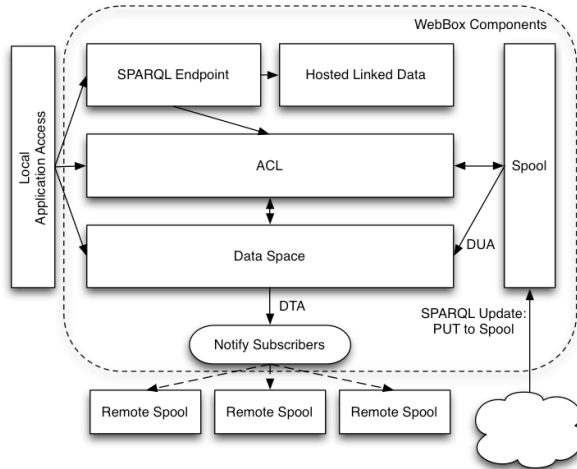 WebBox Components
SPARQL Endpoint
Hosted Linked Data
Local
Application Access
ACL
Spool
Data Space
DUA
DTA
SPARQL Update:
PUT to Spool
Notify Subscribers
Remote Spool
Remote Spool
Remote Spool